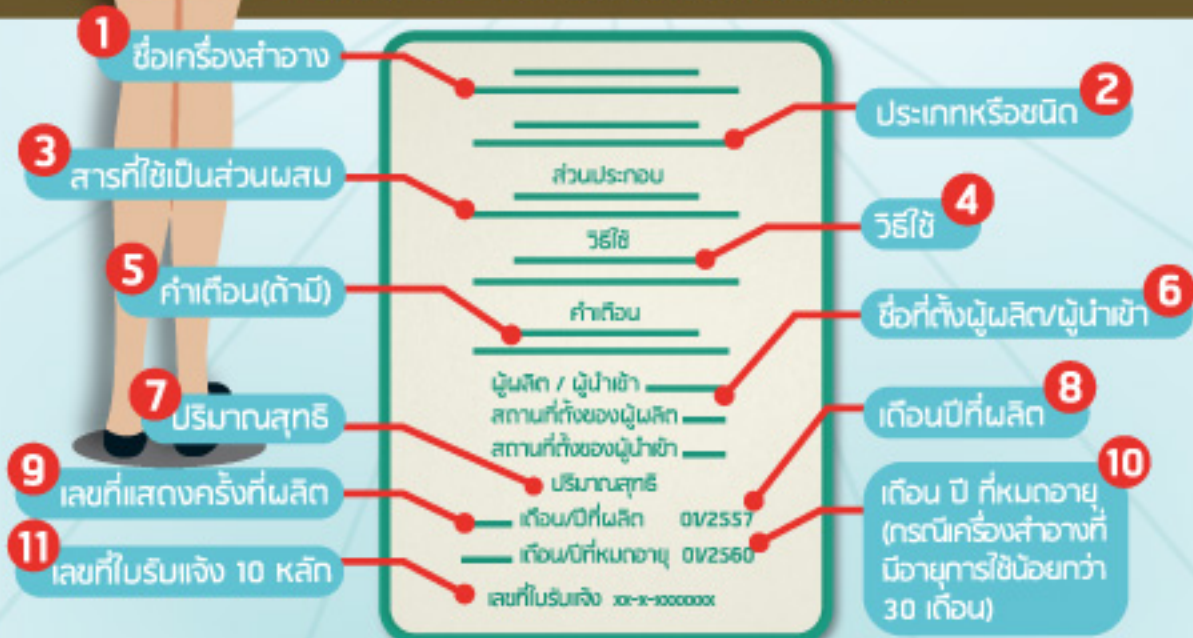 1 ชื่อเครื่องสำอาง
2 ประเภทหรือชนิด
3 สารที่ใช้เป็นส่วนผสม
4 วิธีใช้
5 คำเตือน(ถ้ามี)
6 ชื่อที่ตั้งผู้ผลิต/ผู้นำเข้า
7 ปริมาณสุทธิ
8 เดือนปีที่ผลิต
9 เลขที่แสดงครั้งที่ผลิต
10 เดือน ปี ที่หมดอายุ
(กรณีเครื่องสำอางที่
มีอายุการใช้น้อยกว่า
30 เดือน)
11 เลขที่ใบรับแจ้ง 10 หลัก
ส่วนประกอบ
วิธีใช้
คำเตือน
ผู้ผลิต / ผู้นำเข้า
สถานที่ตั้งของผู้ผลิต
สถานที่ตั้งของผู้นำเข้า
ปริมาณสุทธิ
เดือน/ปีที่ผลิต 01/2557
เดือน/ปีที่หมดอายุ 01/2560
เลขที่ใบรับแจ้ง xx-x-xxxxxxx